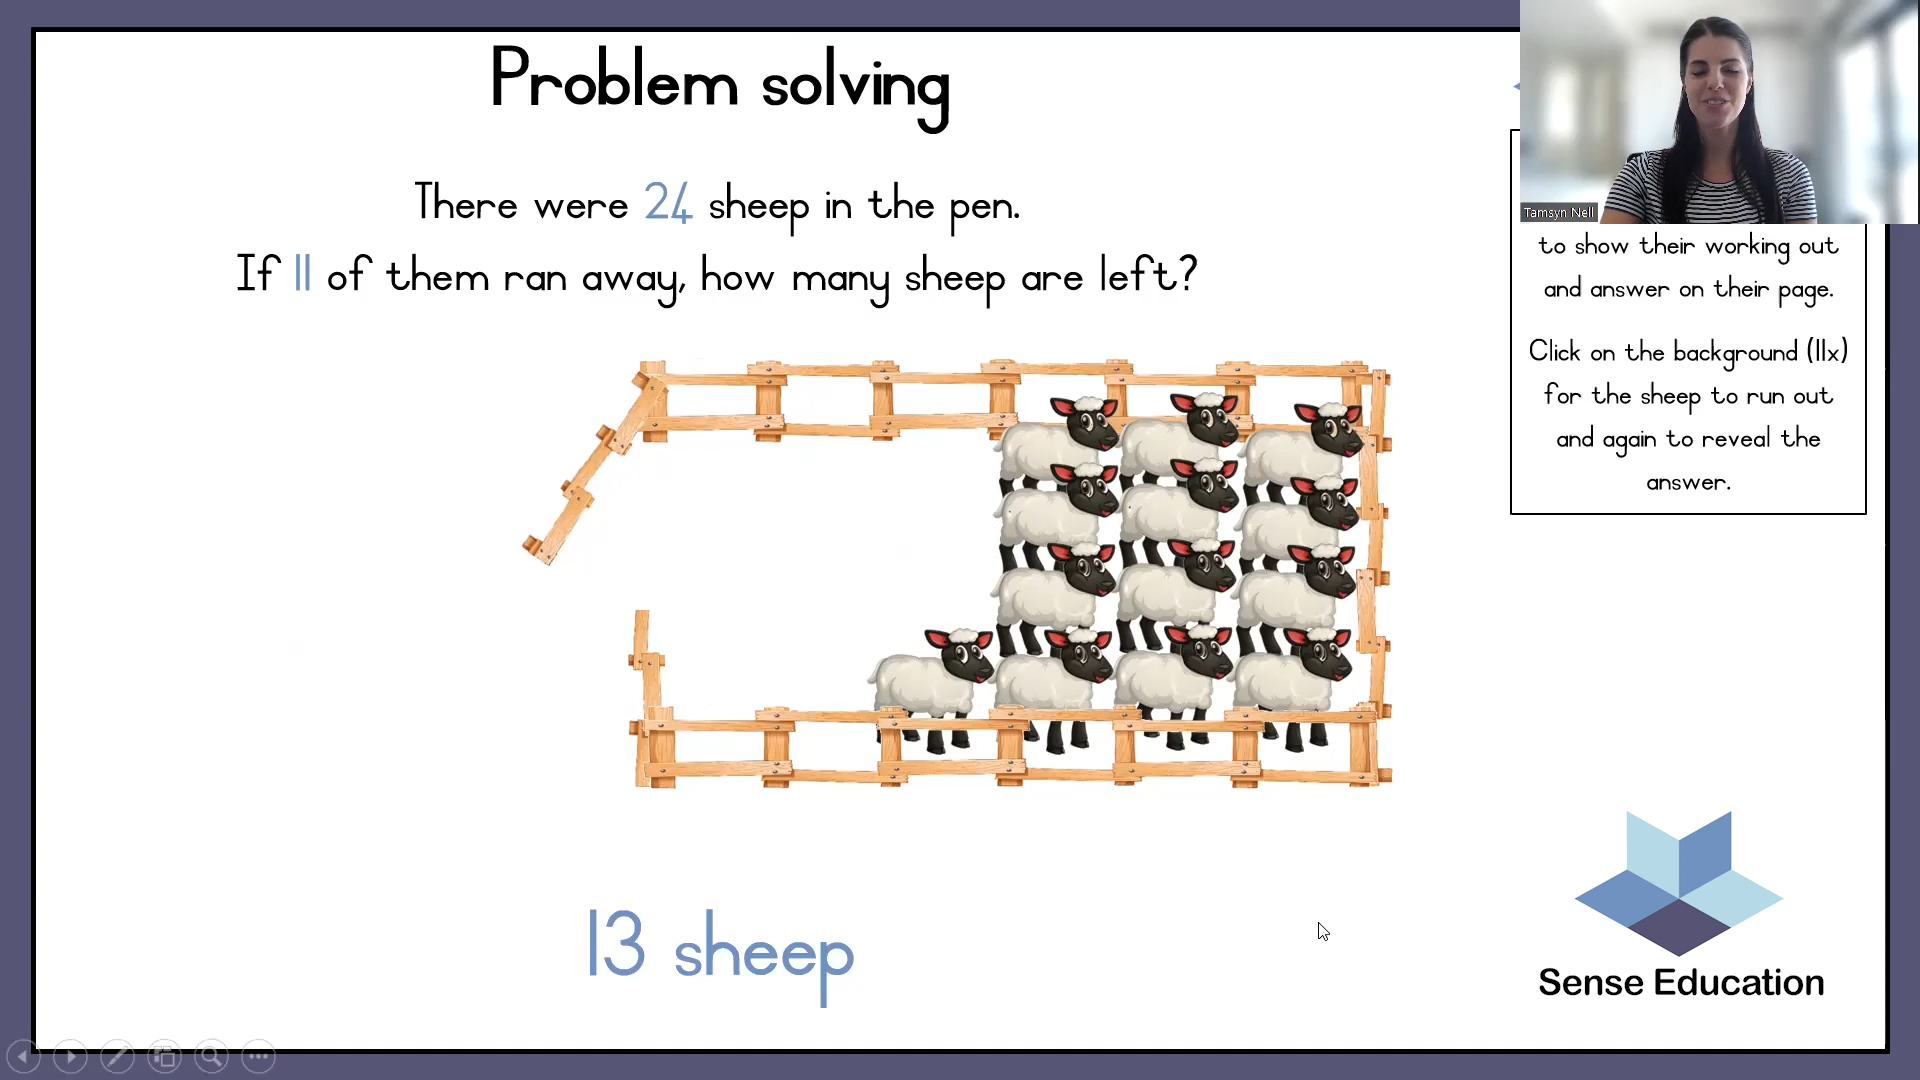 Problem solving
There were 24 sheep in the pen.
If 11 of them ran away, how many sheep are left?
13 sheep
Tamsyn Nell
to show their working out
and answer on their page.
Click on the background (11x)
for the sheep to run out
and again to reveal the
answer.
Sense Education